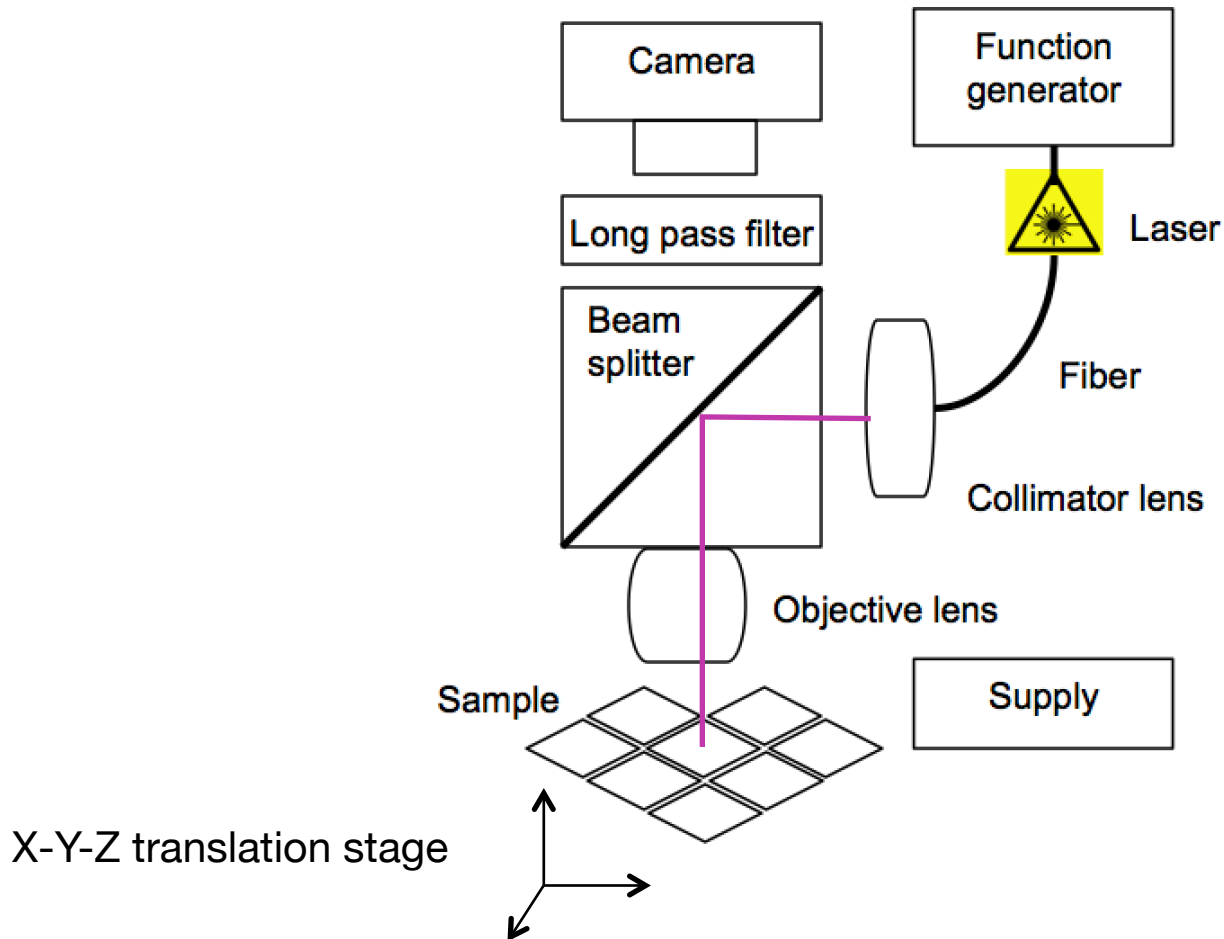 Camera
Function
generator
Long pass filter
Laser
Beam
splitter
Fiber
Collimator lens
Objective lens
Sample
Supply
X-Y-Z translation stage